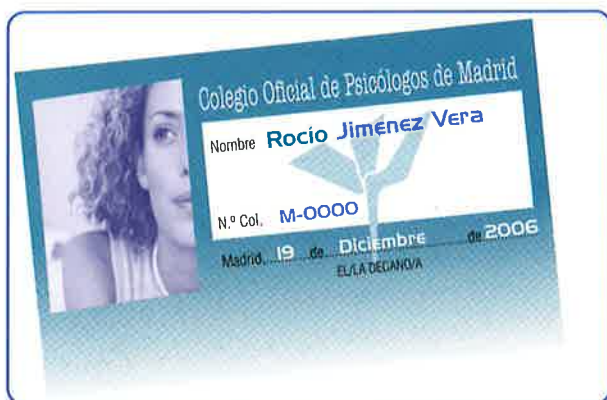 Colegio Oficial de Psicólogos de Madrid
Nombre Rocío Jiménez Vera
N.º Col. M-0000
Madrid, 19 de Diciembre de 2006
EL/LA DECANO/A